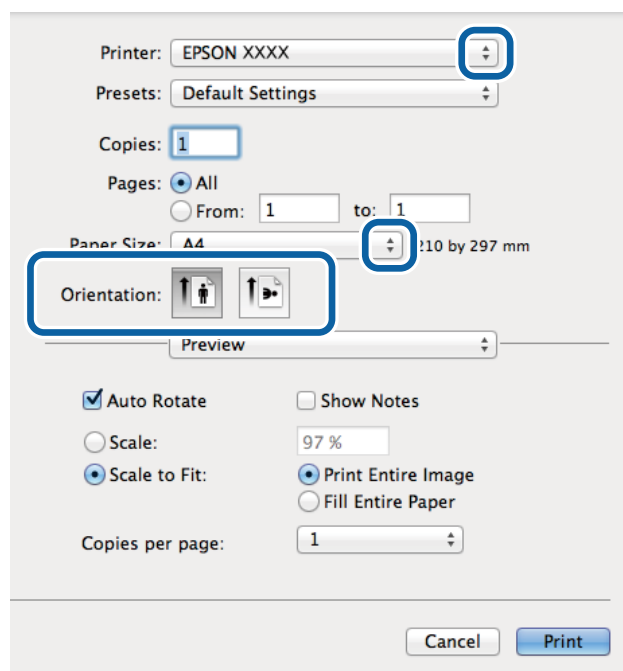 Printer: EPSON XXXX
Presets: Default Settings
Copies: 1
Pages: All
From: 1 to: 1
Paper Size: A4 210 by 297 mm
Orientation:
Preview
Auto Rotate Show Notes
Scale: 97 %
Scale to Fit: Print Entire Image
Fill Entire Paper
Copies per page: 1
Cancel Print